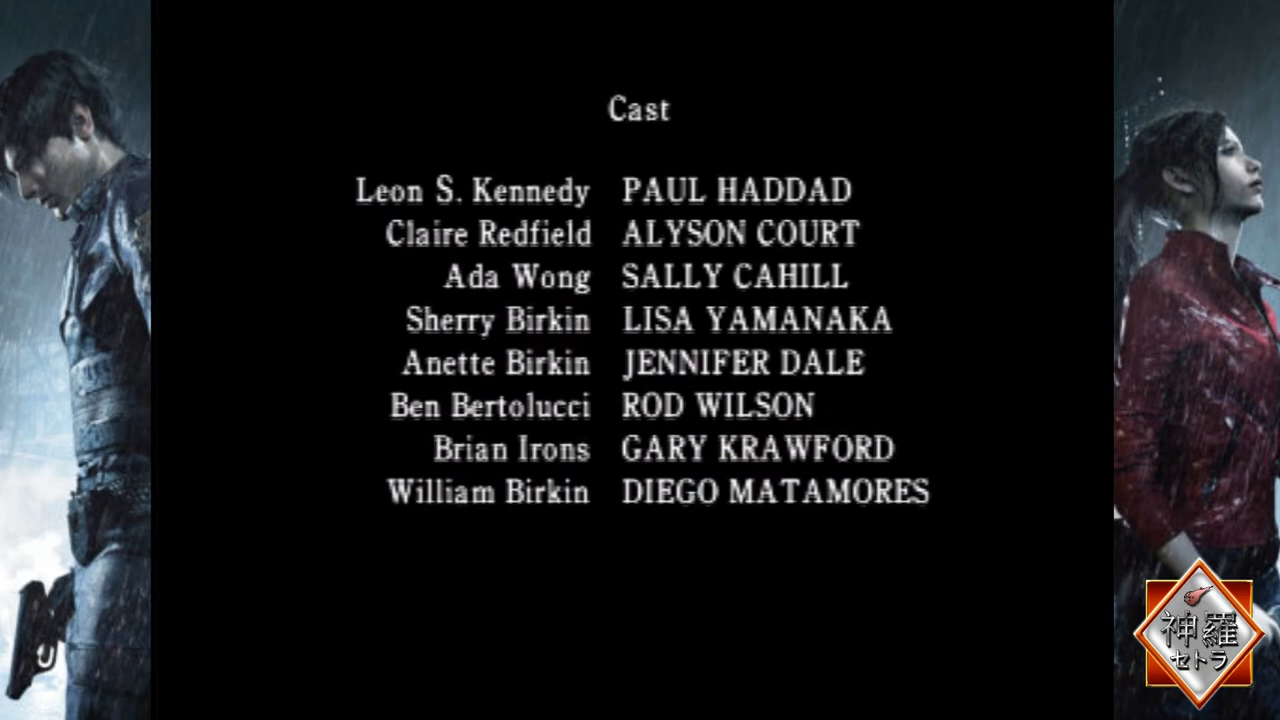 Cast
Leon S. Kennedy PAUL HADDAD
Claire Redfield ALYSON COURT
Ada Wong SALLY CAHILL
Sherry Birkin LISA YAMANAKA
Anette Birkin JENNIFER DALE
Ben Bertolucci ROD WILSON
Brian Irons GARY KRAWFORD
William Birkin DIEGO MATAMORES
神羅
セトラ